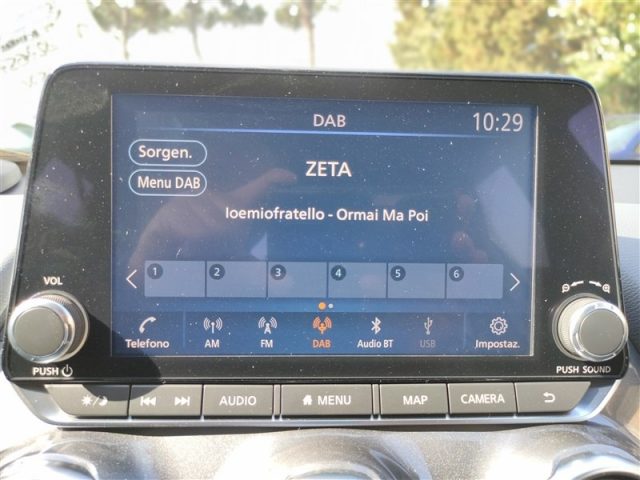 DAB 10:29
Sorgen.
ZETA
Menu DAB
Ioemiofratello - Ormai Ma Poi
1 2 3 4 5 6
VOL
Telefono AM FM DAB Audio BT USB Impostaz.
PUSH PUSH SOUND
AUDIO MENU MAP CAMERA